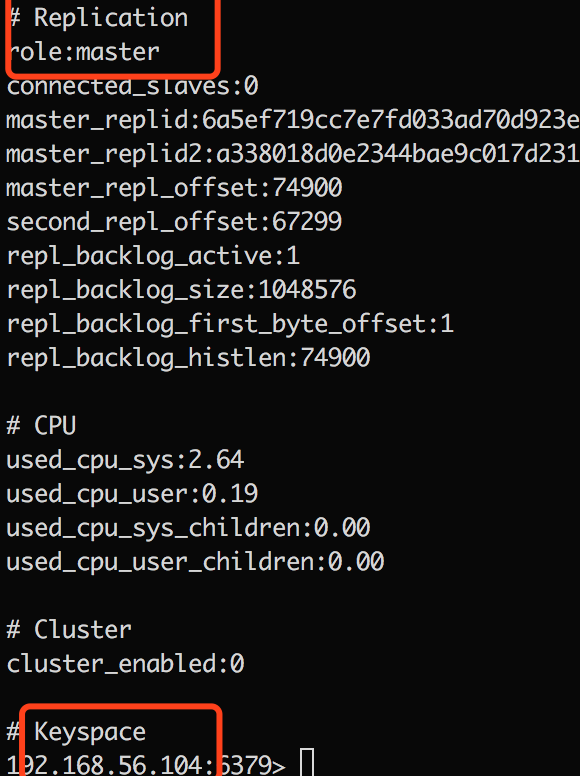 # Replication
role:master
connected_slaves:0
master_replid:6a5ef719cc7e7fd033ad70d923e
master_replid2:a338018d0e2344bae9c017d231
master_repl_offset:74900
second_repl_offset:67299
repl_backlog_active:1
repl_backlog_size:1048576
repl_backlog_first_byte_offset:1
repl_backlog_histlen:74900
# CPU
used_cpu_sys:2.64
used_cpu_user:0.19
used_cpu_sys_children:0.00
used_cpu_user_children:0.00
# Cluster
cluster_enabled:0
# Keyspace
192.168.56.104:6379>